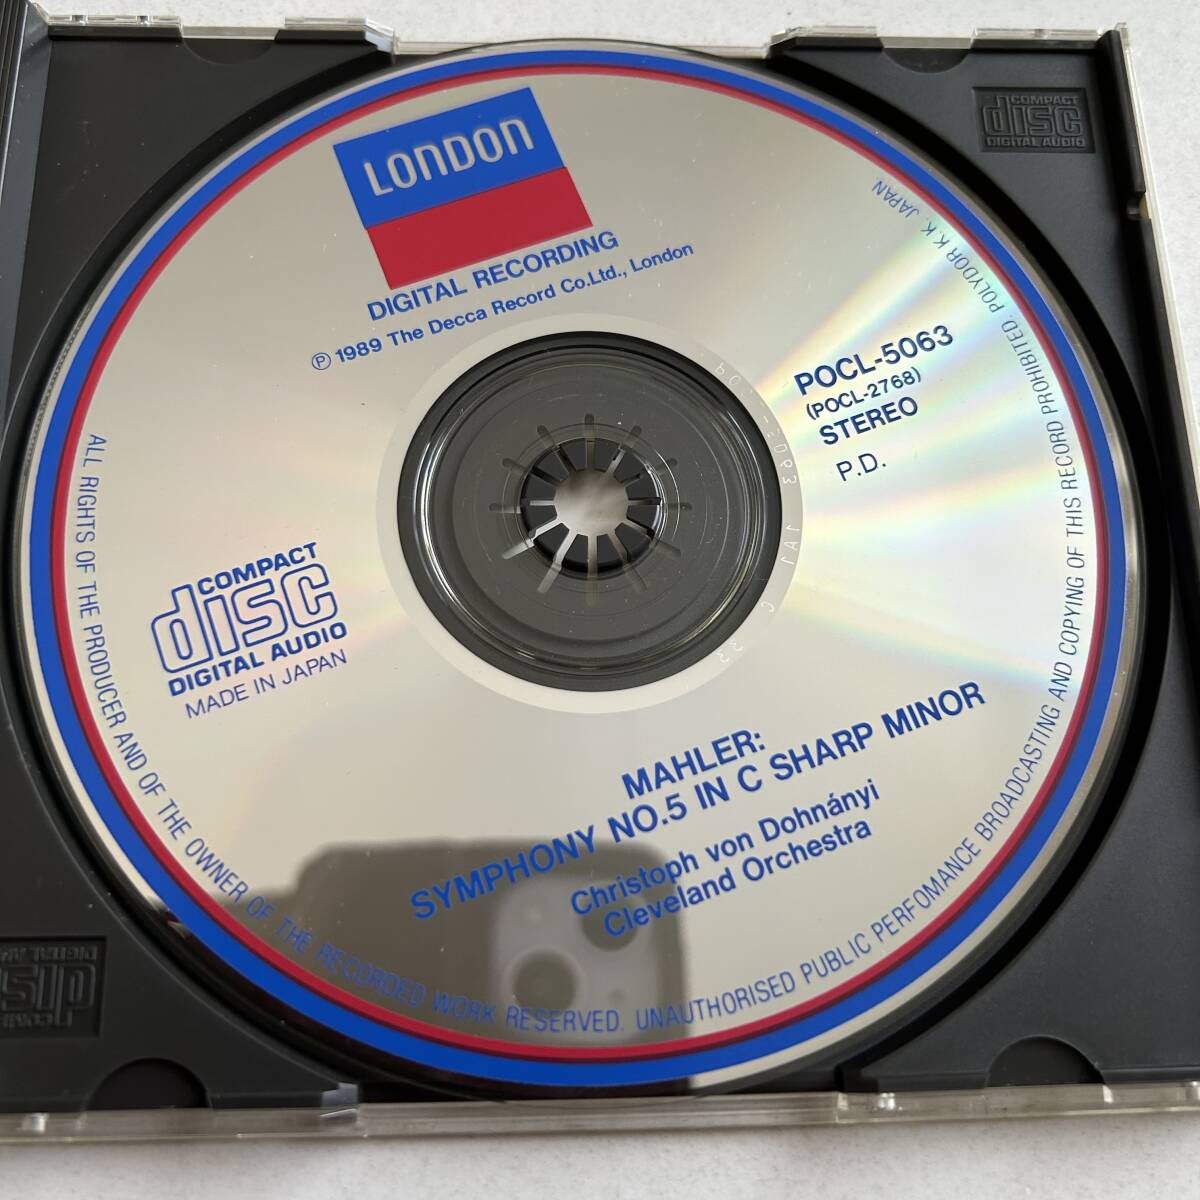 LONDON
DIGITAL RECORDING
℗ 1989 The Decca Record Co.Ltd., London
POCL-5063
(POCL-2768)
STEREO
P.D.
COMPACT
disc
DIGITAL AUDIO
MADE IN JAPAN
MAHLER:
SYMPHONY NO.5 IN C SHARP MINOR
Christoph von Dohnányi
Cleveland Orchestra
ALL RIGHTS OF THE PRODUCER AND OF THE OWNER OF THE RECORDED WORK RESERVED. UNAUTHORISED PUBLIC PERFOMANCE BROADCASTING AND COPYING OF THIS RECORD PROHIBITED. POLYDOR K.K. JAPAN.
COMPACT
disc
DIGITAL AUDIO
disc